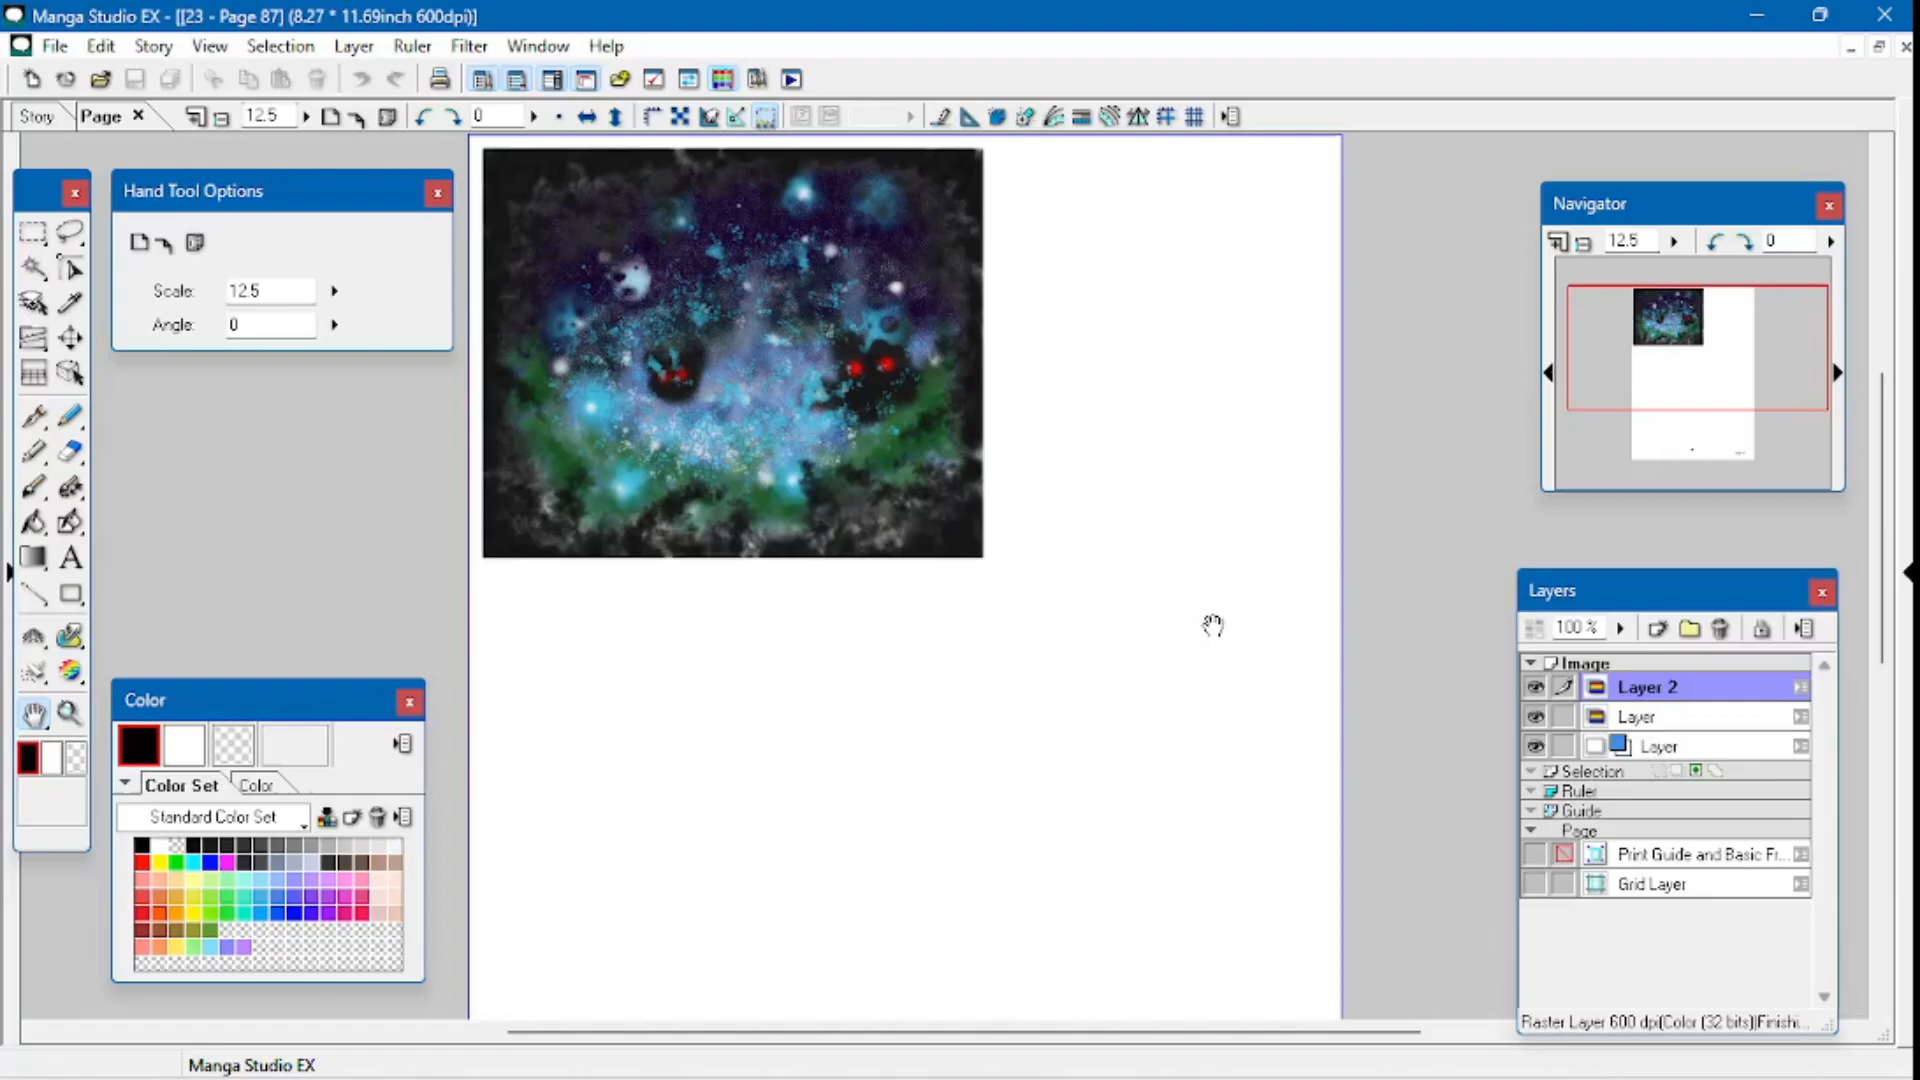 Manga Studio EX - [[23 - Page 87] (8.27 * 11.69inch 600dpi)]
File Edit Story View Selection Layer Ruler Filter Window Help
Story Page 12.5 0
Hand Tool Options
Scale: 12.5
Angle: 0
Navigator
12.5 0
Layers
100 %
Image
Layer 2
Layer
Layer
Selection
Ruler
Guide
Page
Print Guide and Basic Fr...
Grid Layer
Raster Layer 600 dpi(Color (32 bits)|Finishi...
Color
Color Set Color
Standard Color Set
A
Manga Studio EX